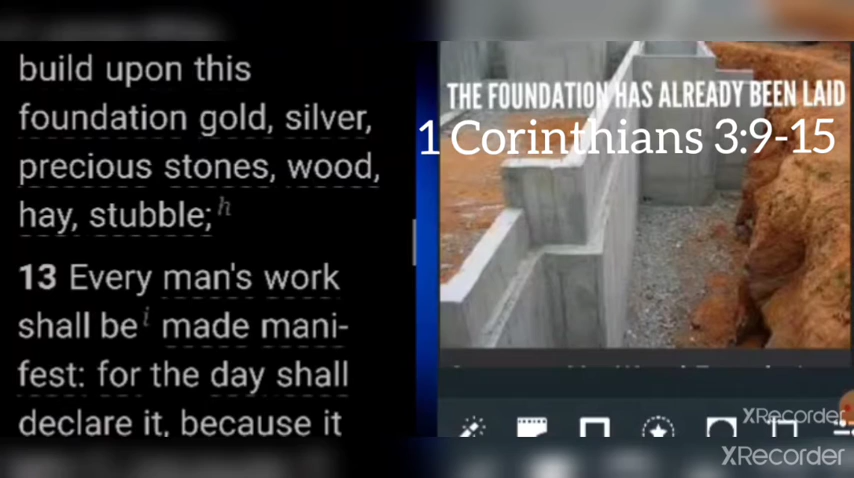 build upon this
foundation gold, silver,
precious stones, wood,
hay, stubble; h
13 Every man's work
shall be i made mani-
fest: for the day shall
declare it, because it
THE FOUNDATION HAS ALREADY BEEN LAID
1 Corinthians 3:9-15
XRecorder
XRecorder